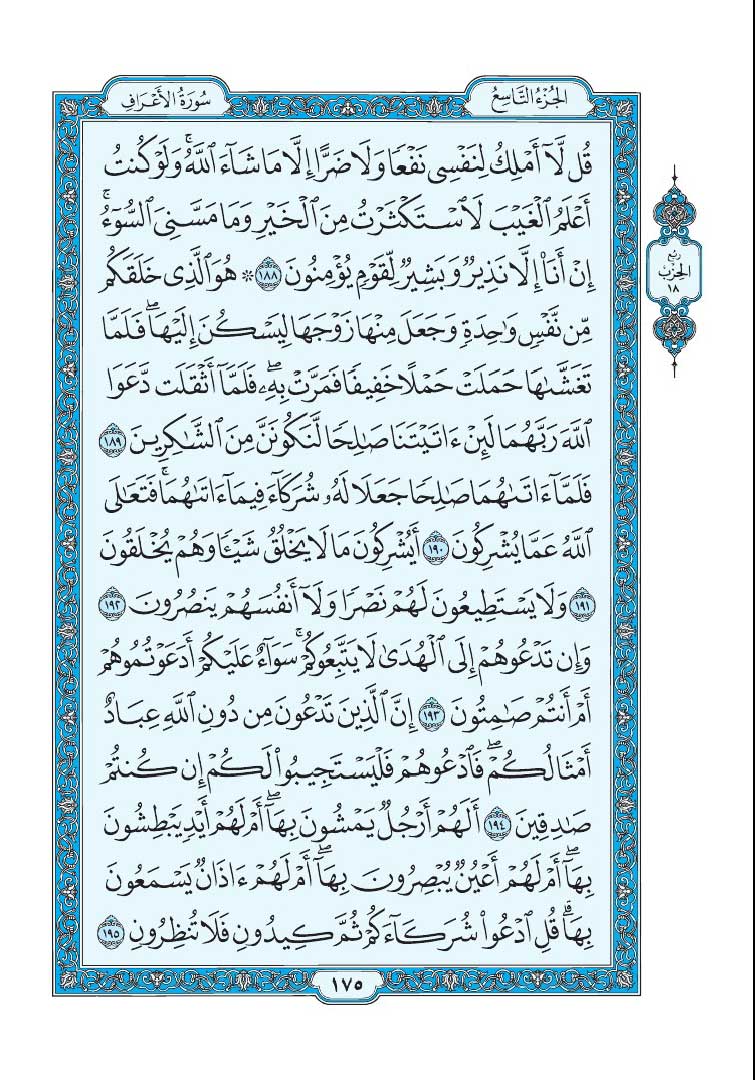 الجُزْءُ التَّاسِعُ
سُورَةُ الأَعْرَافِ
قُل لَّآ أَمْلِكُ لِنَفْسِي نَفْعًا وَلَا ضَرًّا إِلَّا مَا شَآءَ ٱللَّهُۚ وَلَوْ كُنتُ
أَعْلَمُ ٱلْغَيْبَ لَٱسْتَكْثَرْتُ مِنَ ٱلْخَيْرِ وَمَا مَسَّنِيَ ٱلسُّوٓءُۚ
إِنْ أَنَا۠ إِلَّا نَذِيرٌ وَبَشِيرٌ لِّقَوْمٍ يُؤْمِنُونَ ١٨٨ ۞ هُوَ ٱلَّذِي خَلَقَكُم
مِّن نَّفْسٍ وَٰحِدَةٍ وَجَعَلَ مِنْهَا زَوْجَهَا لِيَسْكُنَ إِلَيْهَاۖ فَلَمَّا
تَغَشَّىٰهَا حَمَلَتْ حَمْلًا خَفِيفًا فَمَرَّتْ بِهِۦۖ فَلَمَّآ أَثْقَلَت دَّعَوَا
ٱللَّهَ رَبَّهُمَا لَئِنْ ءَاتَيْتَنَا صَٰلِحًا لَّنَكُونَنَّ مِنَ ٱلشَّٰكِرِينَ ١٨٩
فَلَمَّآ ءَاتَىٰهُمَا صَٰلِحًا جَعَلَا لَهُۥ شُرَكَآءَ فِيمَآ ءَاتَىٰهُمَاۚ فَتَعَٰلَى
ٱللَّهُ عَمَّا يُشْرِكُونَ ١٩٠ أَيُشْرِكُونَ مَا لَا يَخْلُقُ شَيْـًٔا وَهُمْ يُخْلَقُونَ
١٩١ وَلَا يَسْتَطِيعُونَ لَهُمْ نَصْرًا وَلَآ أَنفُسَهُمْ يَنصُرُونَ ١٩٢
وَإِن تَدْعُوهُمْ إِلَى ٱلْهُدَىٰ لَا يَتَّبِعُوكُمْۚ سَوَآءٌ عَلَيْكُمْ أَدَعَوْتُمُوهُمْ
أَمْ أَنتُمْ صَٰمِتُونَ ١٩٣ إِنَّ ٱلَّذِينَ تَدْعُونَ مِن دُونِ ٱللَّهِ عِبَادٌ
أَمْثَالُكُمْۖ فَٱدْعُوهُمْ فَلْيَسْتَجِيبُوا۟ لَكُمْ إِن كُنتُمْ
صَٰدِقِينَ ١٩٤ أَلَهُمْ أَرْجُلٌ يَمْشُونَ بِهَآۖ أَمْ لَهُمْ أَيْدٍ يَبْطِشُونَ
بِهَآۖ أَمْ لَهُمْ أَعْيُنٌ يُبْصِرُونَ بِهَآۖ أَمْ لَهُمْ ءَاذَانٌ يَسْمَعُونَ
بِهَاۗ قُلِ ٱدْعُوا۟ شُرَكَآءَكُمْ ثُمَّ كِيدُونِ فَلَا تُنظِرُونِ ١٩٥
رُبْع
الحِزْب
١٨
١٧٥